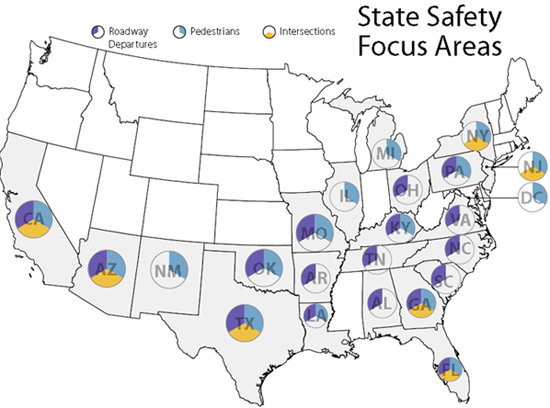 State Safety
Focus Areas
Roadway
Departures
Pedestrians
Intersections
NY
MI
PA
NJ
IL
OH
DC
CA
MO
KY
VA
AZ
NM
OK
TN
NC
AR
SC
TX
LA
AL
GA
FL